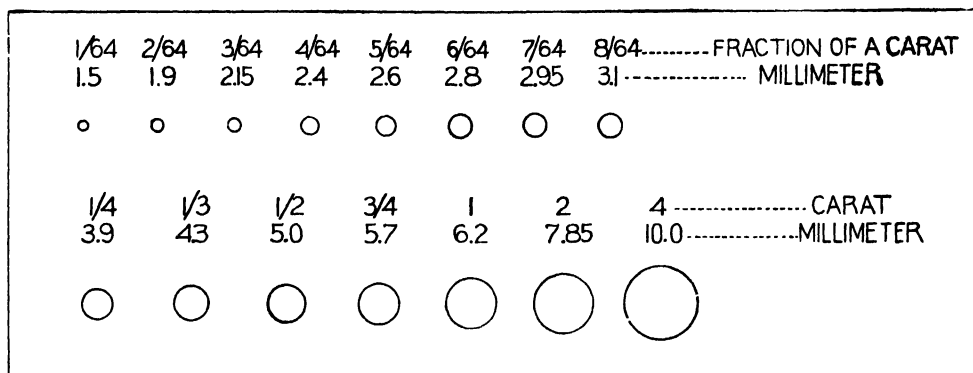 1/64 2/64 3/64 4/64 5/64 6/64 7/64 8/64 -------- FRACTION OF A CARAT
1.5 1.9 2.15 2.4 2.6 2.8 2.95 3.1 -------------- MILLIMETER
1/4 1/3 1/2 3/4 1 2 4 ---------------- CARAT
3.9 4.3 5.0 5.7 6.2 7.85 10.0 -------------- MILLIMETER